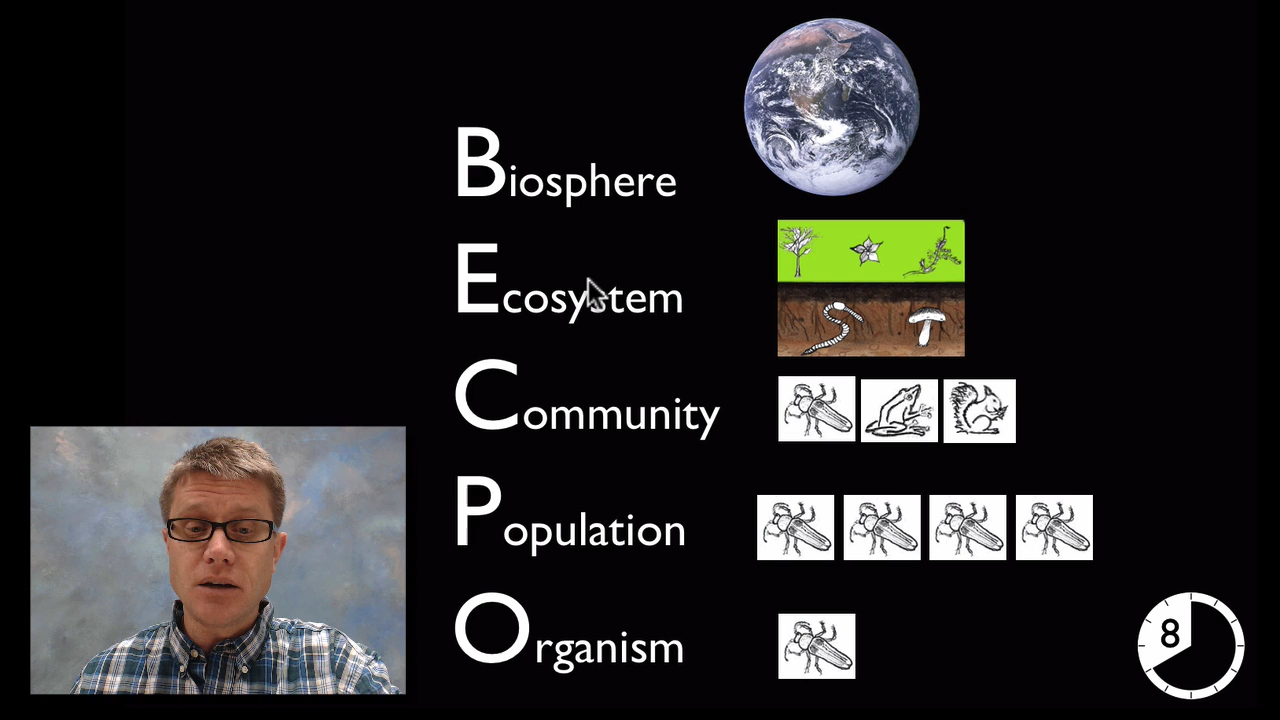 Biosphere
Ecosystem
Community
Population
Organism
8